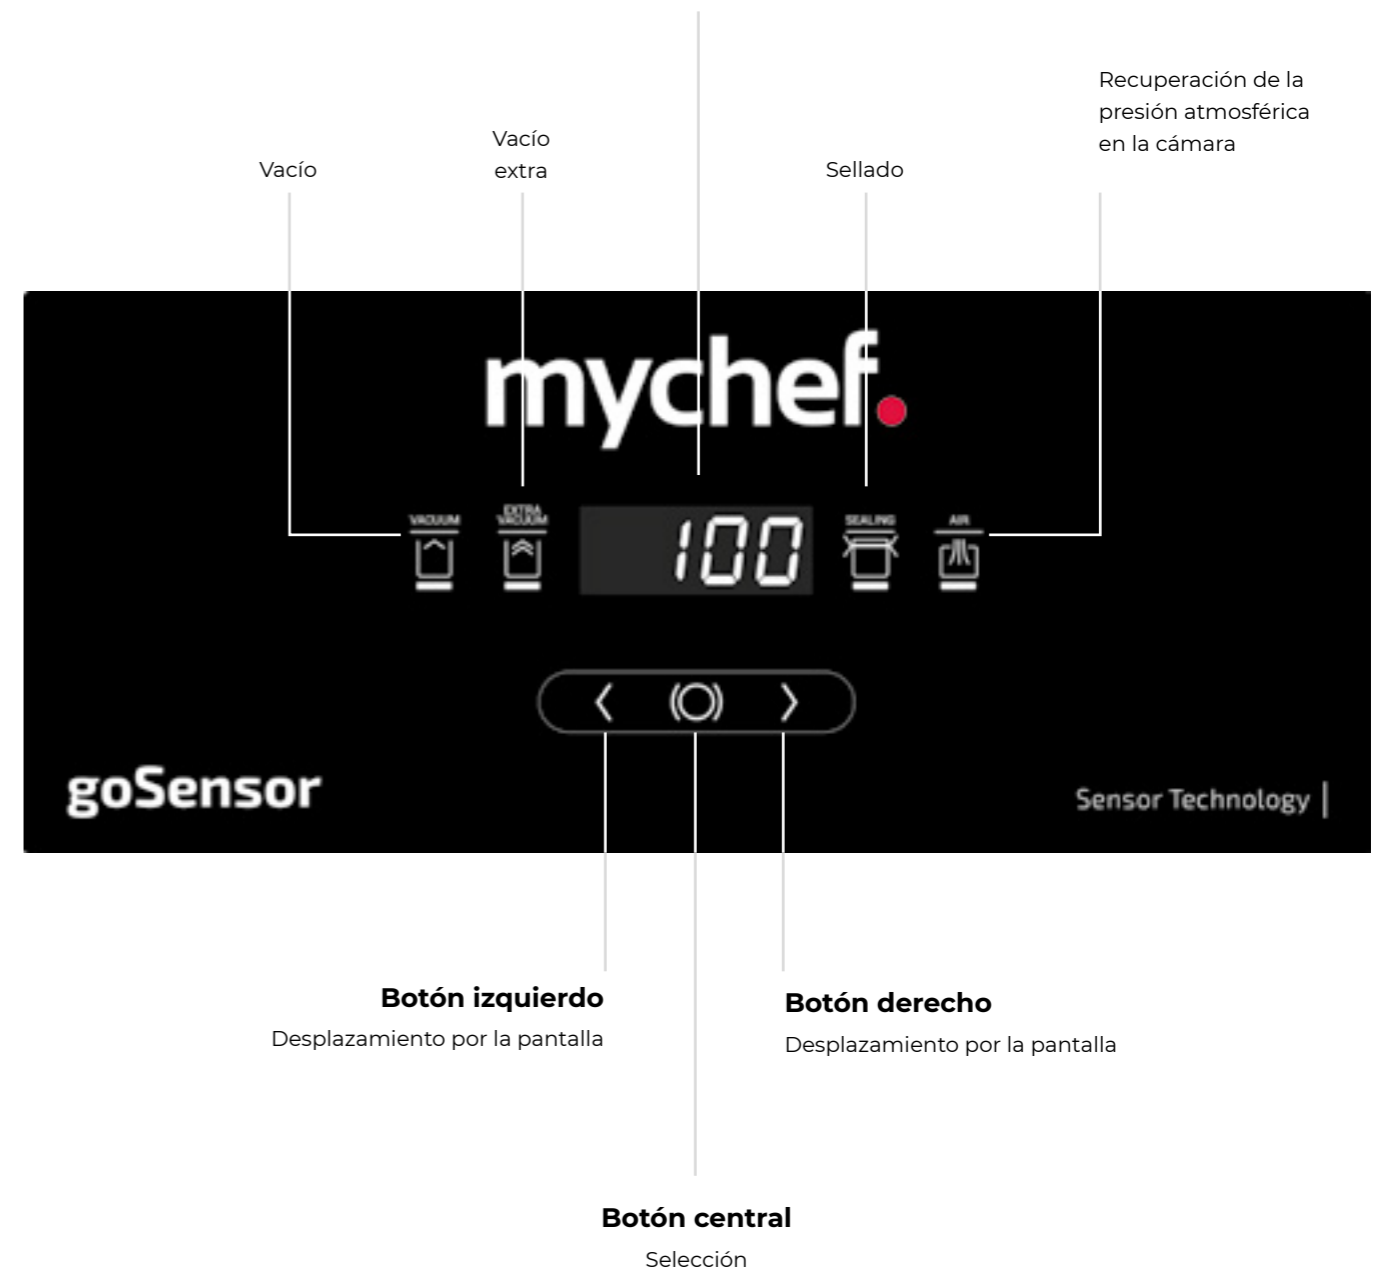 Recuperación de la
presión atmosférica
en la cámara
Vacío
extra
Vacío
Sellado
mychef.
VACUUM
EXTRA
VACUUM
100
SEALING
AIR
goSensor
Sensor Technology
Botón izquierdo
Desplazamiento por la pantalla
Botón derecho
Desplazamiento por la pantalla
Botón central
Selección